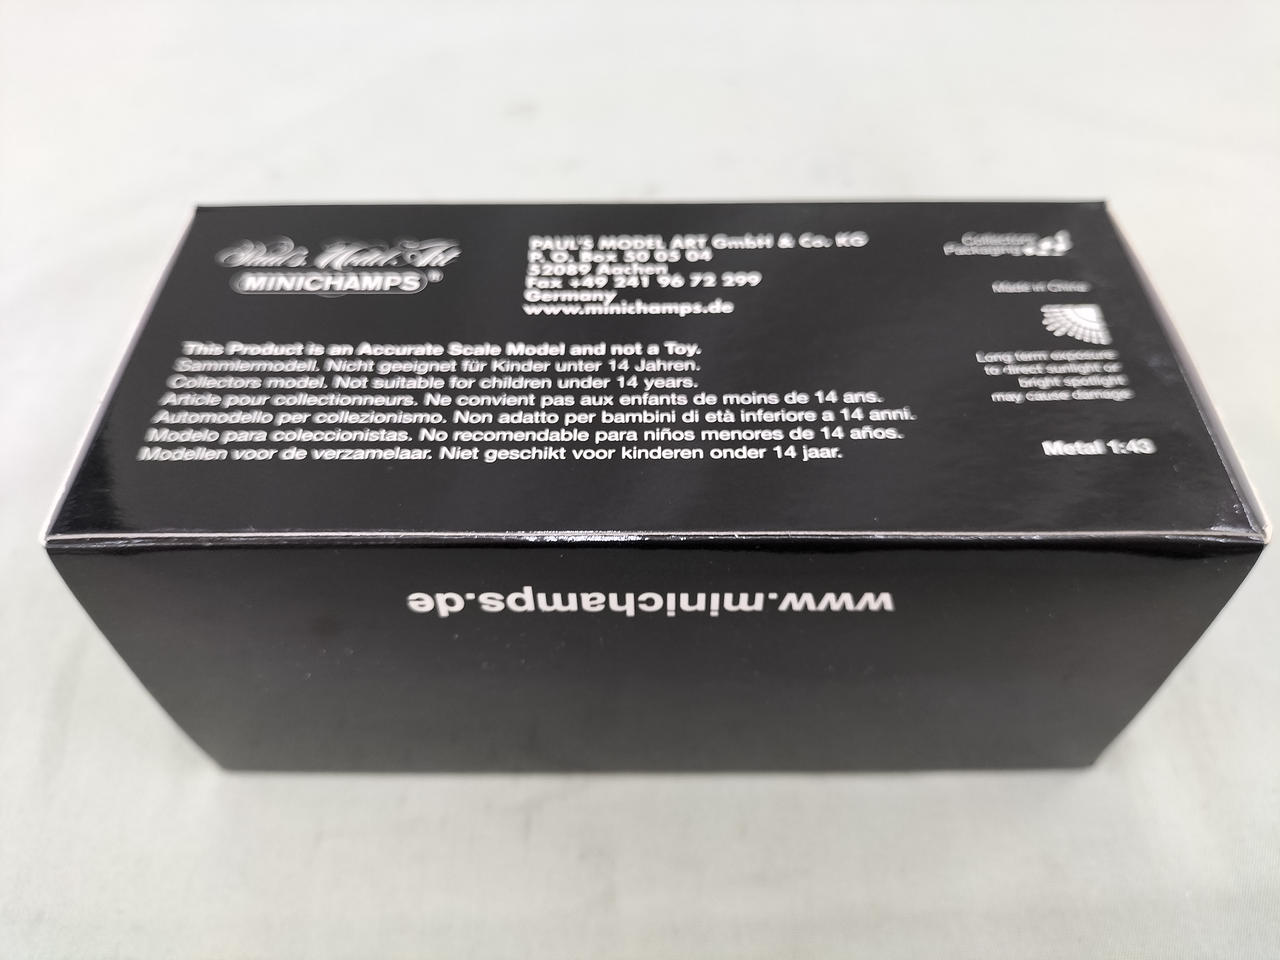 Paul's Model Art
MINICHAMPS®
PAUL'S MODEL ART GmbH & Co. KG
P. O. Box 50 05 04
52089 Aachen
Fax +49 241 96 72 299
Germany
www.minichamps.de
Collectors
Packaging
Made in China
Long term exposure
to direct sunlight or
bright spotlight
may cause damage
Metal 1:43
This Product is an Accurate Scale Model and not a Toy.
Sammlermodell. Nicht geeignet für Kinder unter 14 Jahren.
Collectors model. Not suitable for children under 14 years.
Article pour collectionneurs. Ne convient pas aux enfants de moins de 14 ans.
Automodello per collezionismo. Non adatto per bambini di età inferiore a 14 anni.
Modelo para coleccionistas. No recomendable para niños menores de 14 años.
Modellen voor de verzamelaar. Niet geschikt voor kinderen onder 14 jaar.
www.minichamps.de